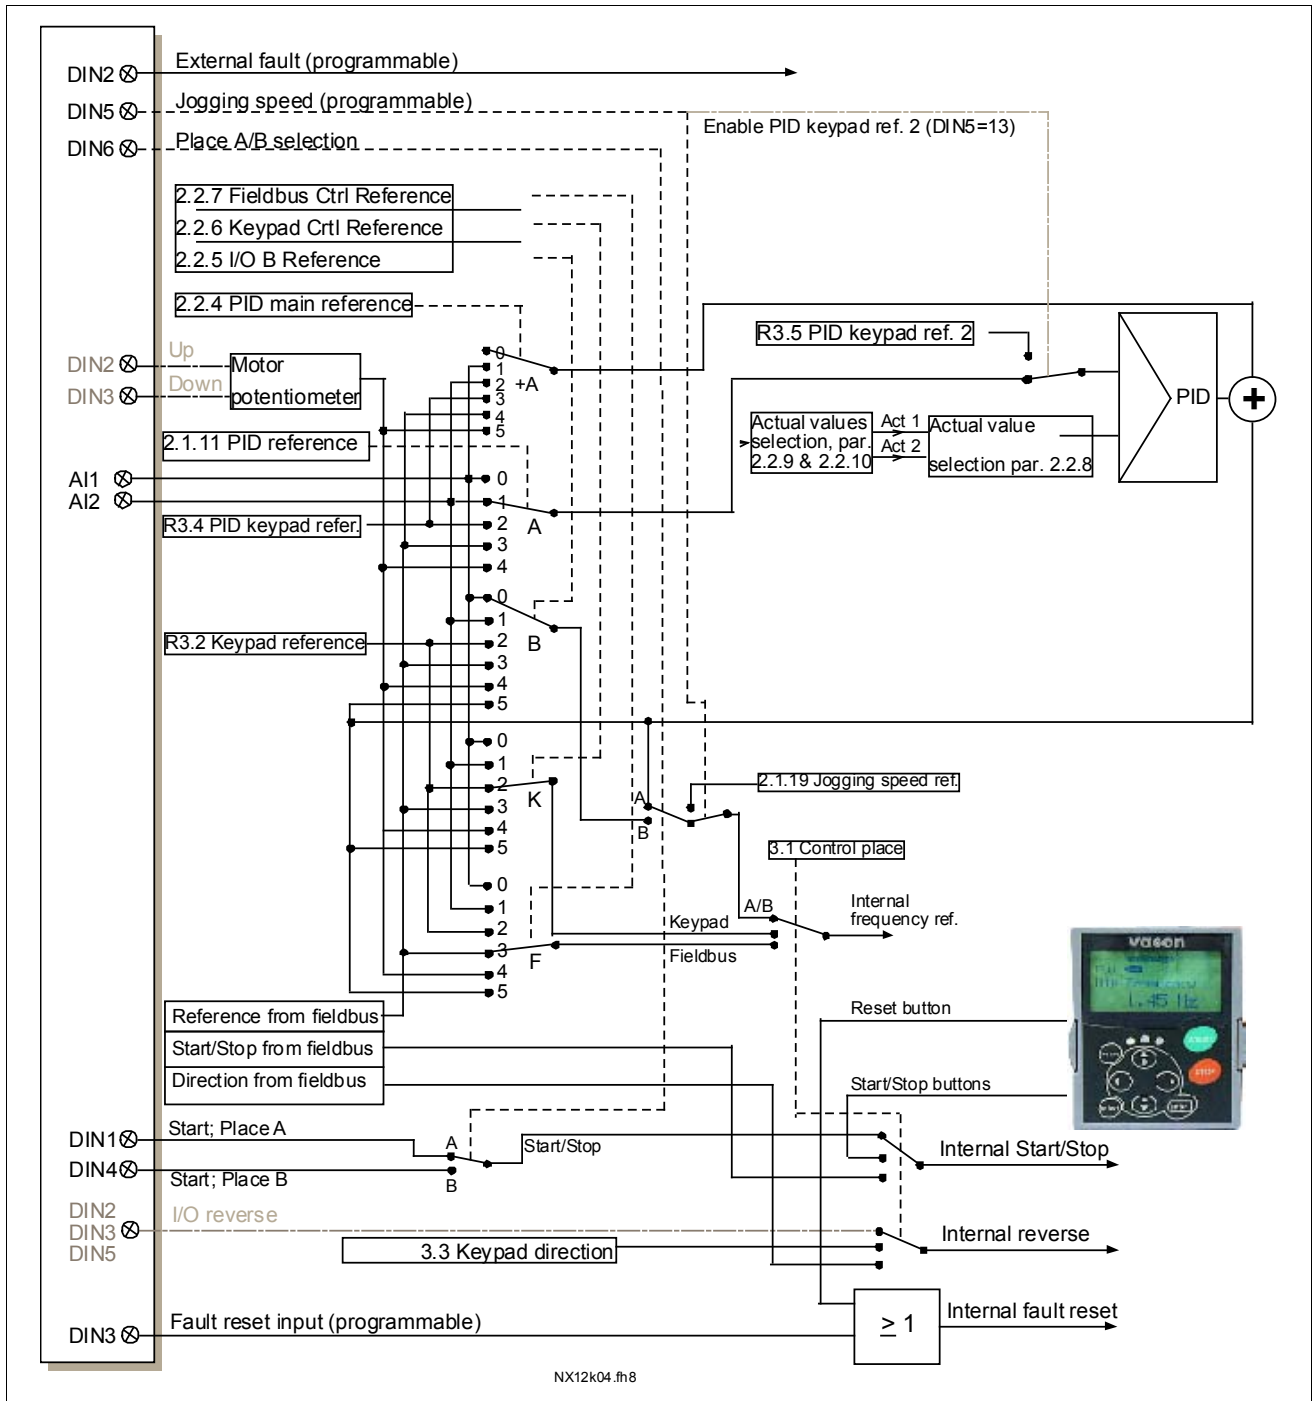 DIN2 External fault (programmable)
DIN5 Jogging speed (programmable)
Enable PID keypad ref. 2 (DIN5=13)
DIN6 Place A/B selection
2.2.7 Fieldbus Ctrl Reference
2.2.6 Keypad Crtl Reference
2.2.5 I/O B Reference
2.2.4 PID main reference
R3.5 PID keypad ref. 2
DIN2 Up
DIN3 Down
Motor
potentiometer
0
1
2
3
4
5
+A
PID
+
Actual values
selection, par.
2.2.9 & 2.2.10
Act 1
Act 2
Actual value
selection par. 2.2.8
2.1.11 PID reference
AI1
AI2
R3.4 PID keypad refer.
0
1
2
3
4
A
R3.2 Keypad reference
0
1
2
3
4
5
B
0
1
2
3
4
5
K
A
B
2.1.19 Jogging speed ref.
3.1 Control place
0
1
2
3
4
5
F
A/B
Keypad
Fieldbus
Internal
frequency ref.
vacon
1.45 Hz
STOP
Reference from fieldbus
Start/Stop from fieldbus
Direction from fieldbus
Reset button
Start/Stop buttons
DIN1 Start; Place A
DIN4 Start; Place B
A
B
Start/Stop
Internal Start/Stop
DIN2
DIN3
DIN5
I/O reverse
3.3 Keypad direction
Internal reverse
DIN3 Fault reset input (programmable)
≥ 1
Internal fault reset
NX12k04.fh8